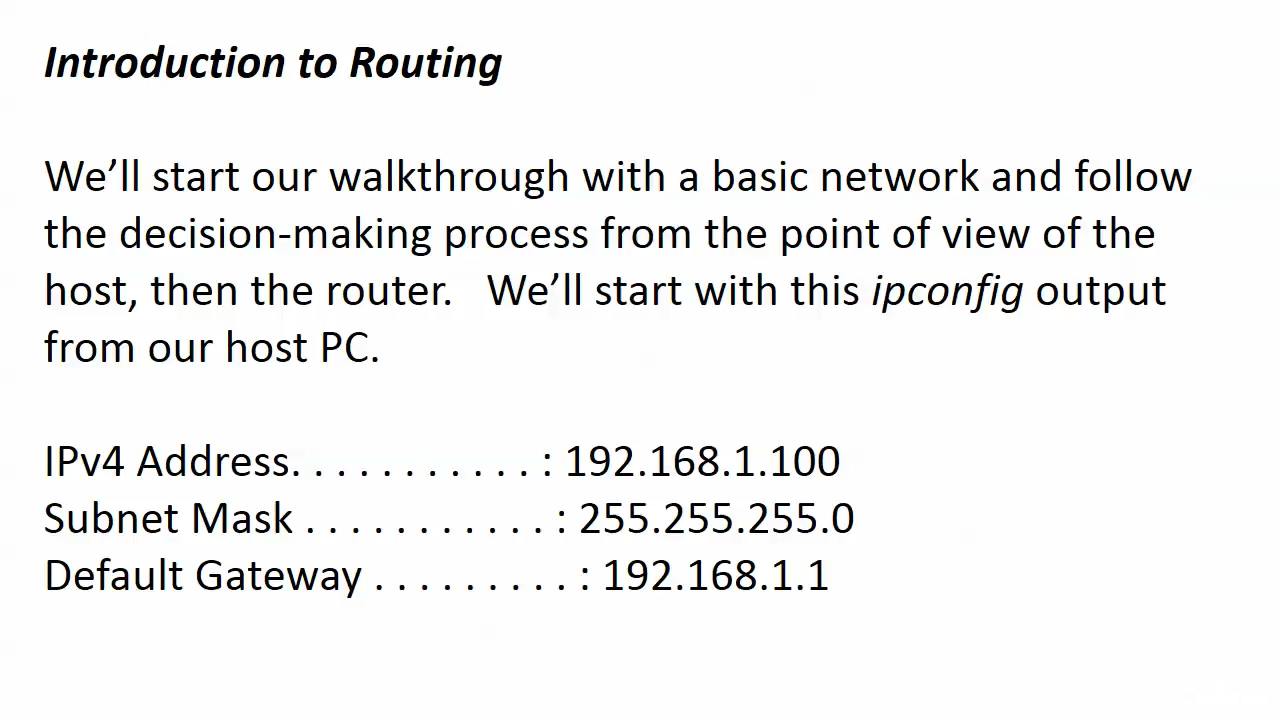 Introduction to Routing
We’ll start our walkthrough with a basic network and follow
the decision-making process from the point of view of the
host, then the router.   We’ll start with this ipconfig output
from our host PC.
IPv4 Address. . . . . . . . . . . : 192.168.1.100
Subnet Mask . . . . . . . . . . . : 255.255.255.0
Default Gateway . . . . . . . . . : 192.168.1.1